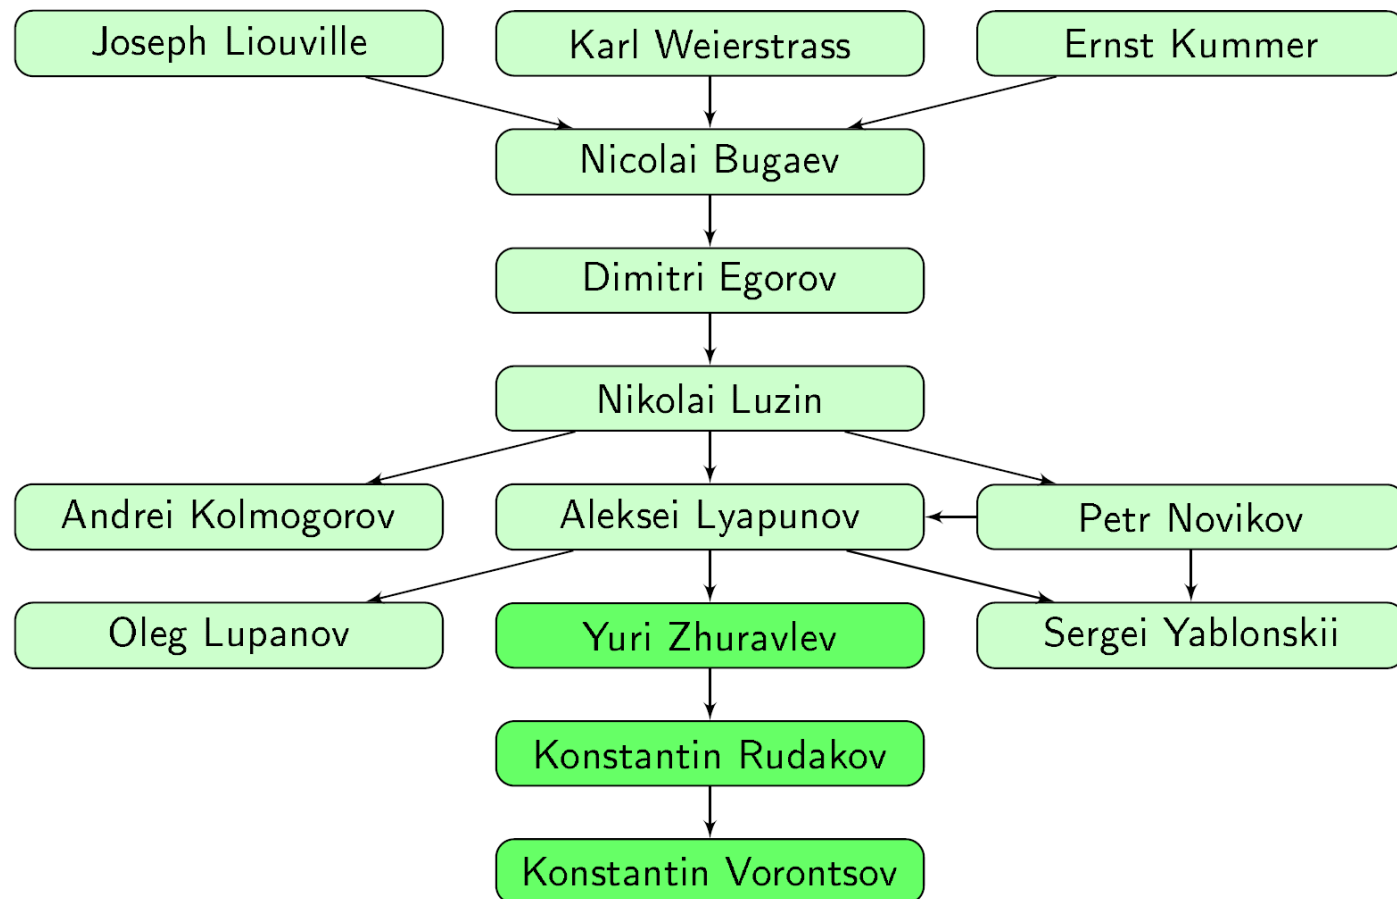 Joseph Liouville
Karl Weierstrass
Ernst Kummer
Nicolai Bugaev
Dimitri Egorov
Nikolai Luzin
Andrei Kolmogorov
Aleksei Lyapunov
Petr Novikov
Oleg Lupanov
Yuri Zhuravlev
Sergei Yablonskii
Konstantin Rudakov
Konstantin Vorontsov